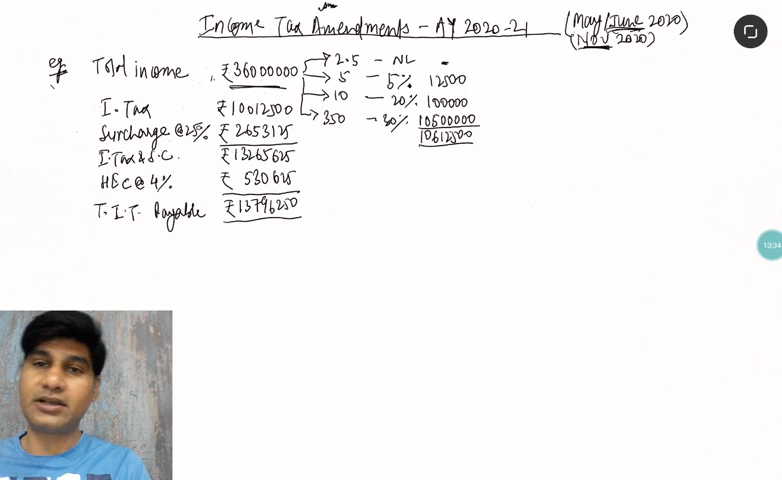 Income Tax Amendments - AY 2020-21 (May/June 2020)
(NOV 2020)
eg Total income ₹36000000 → 2.5 - NL -
→ 5 - 5% 12500
I. Tax ₹10012500 → 10 - 20% 100000
Surcharge @25% ₹2653125 → 350 - 30% 10500000
I.Tax & S.C. ₹13265625 10612500
HEC @ 4% ₹ 530625
T.I.T. Payable ₹13796250
10:34